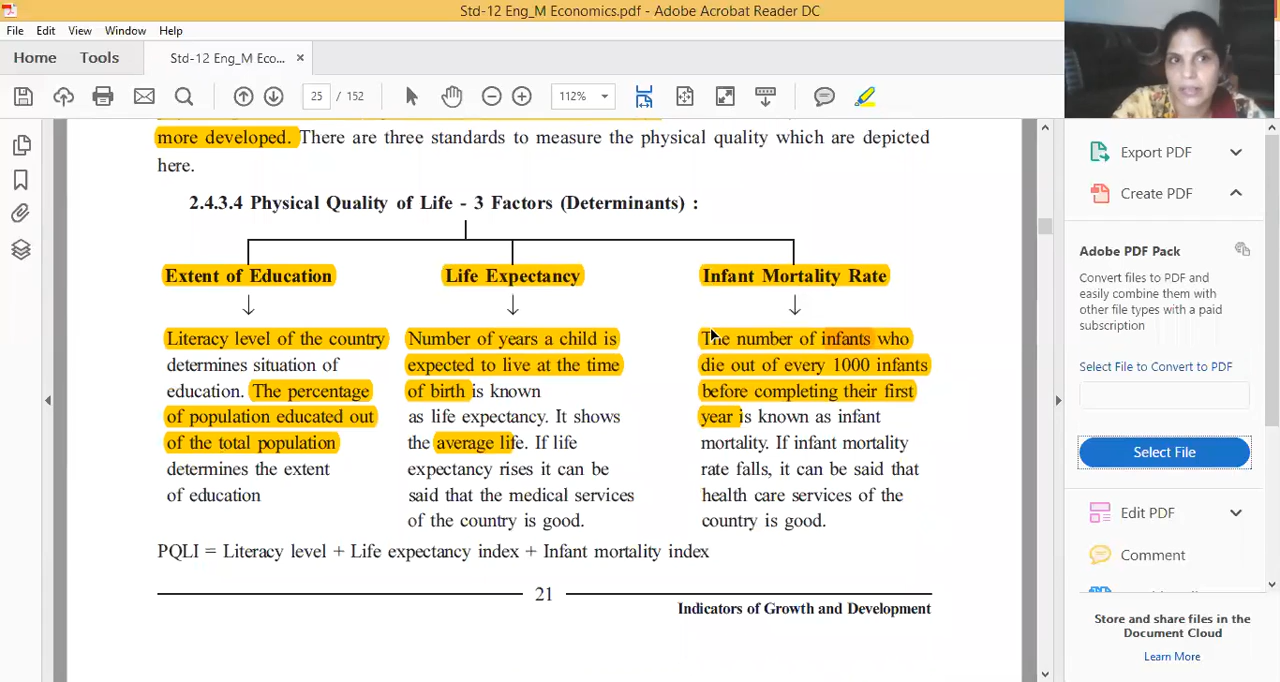 Std-12 Eng_M Economics.pdf - Adobe Acrobat Reader DC
File Edit View Window Help
Home Tools Std-12 Eng_M Eco... ×
25 / 152 112%
more developed. There are three standards to measure the physical quality which are depicted
here.
2.4.3.4 Physical Quality of Life - 3 Factors (Determinants) :
Extent of Education
Literacy level of the country
determines situation of
education. The percentage
of population educated out
of the total population
determines the extent
of education
Life Expectancy
Number of years a child is
expected to live at the time
of birth is known
as life expectancy. It shows
the average life. If life
expectancy rises it can be
said that the medical services
of the country is good.
Infant Mortality Rate
The number of infants who
die out of every 1000 infants
before completing their first
year is known as infant
mortality. If infant mortality
rate falls, it can be said that
health care services of the
country is good.
PQLI = Literacy level + Life expectancy index + Infant mortality index
21
Indicators of Growth and Development
Export PDF
Create PDF
Adobe PDF Pack
Convert files to PDF and
easily combine them with
other file types with a paid
subscription
Select File to Convert to PDF
Select File
Edit PDF
Comment
Store and share files in the
Document Cloud
Learn More